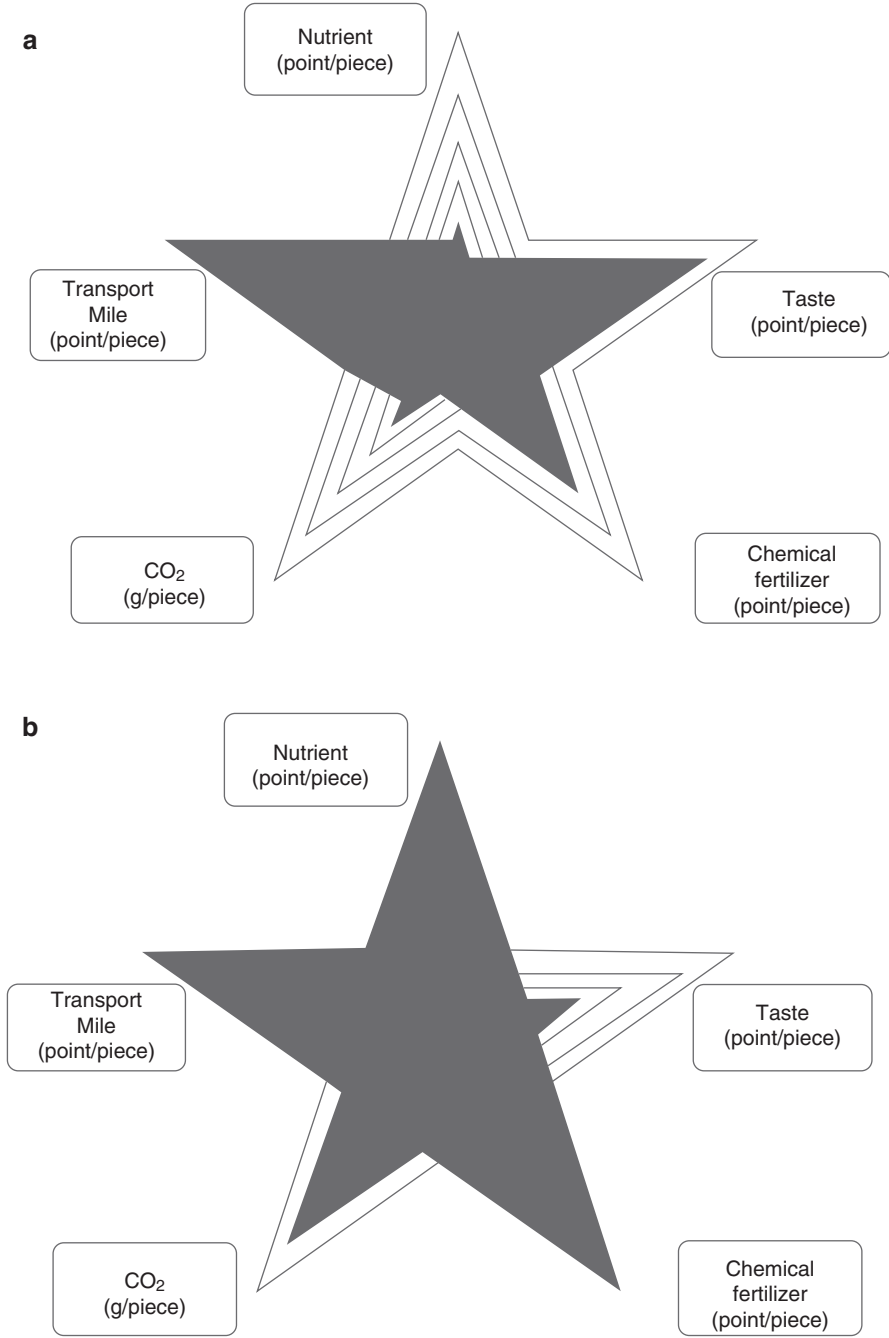 a
Nutrient
(point/piece)
Transport
Mile
(point/piece)
Taste
(point/piece)
CO₂
(g/piece)
Chemical
fertilizer
(point/piece)
b
Nutrient
(point/piece)
Transport
Mile
(point/piece)
Taste
(point/piece)
CO₂
(g/piece)
Chemical
fertilizer
(point/piece)